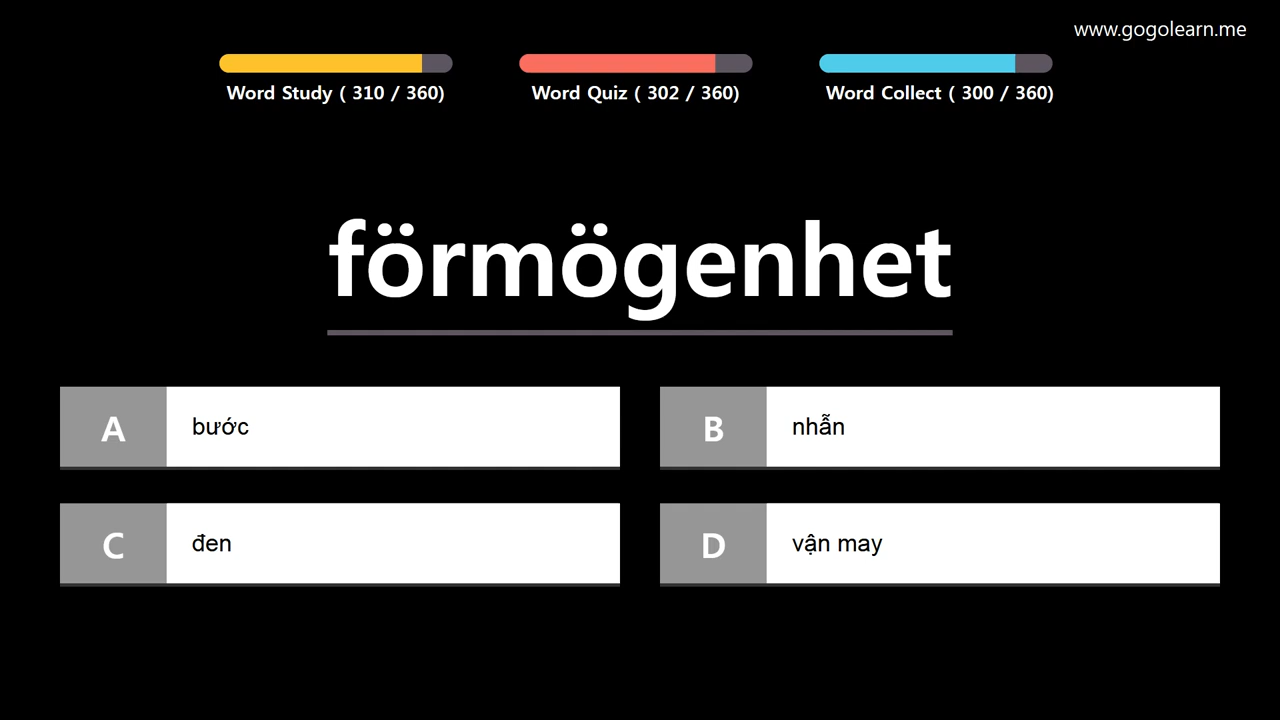 www.gogolearn.me
Word Study ( 310 / 360)
Word Quiz ( 302 / 360)
Word Collect ( 300 / 360)
förmögenhet
A bước
B nhẫn
C đen
D vận may